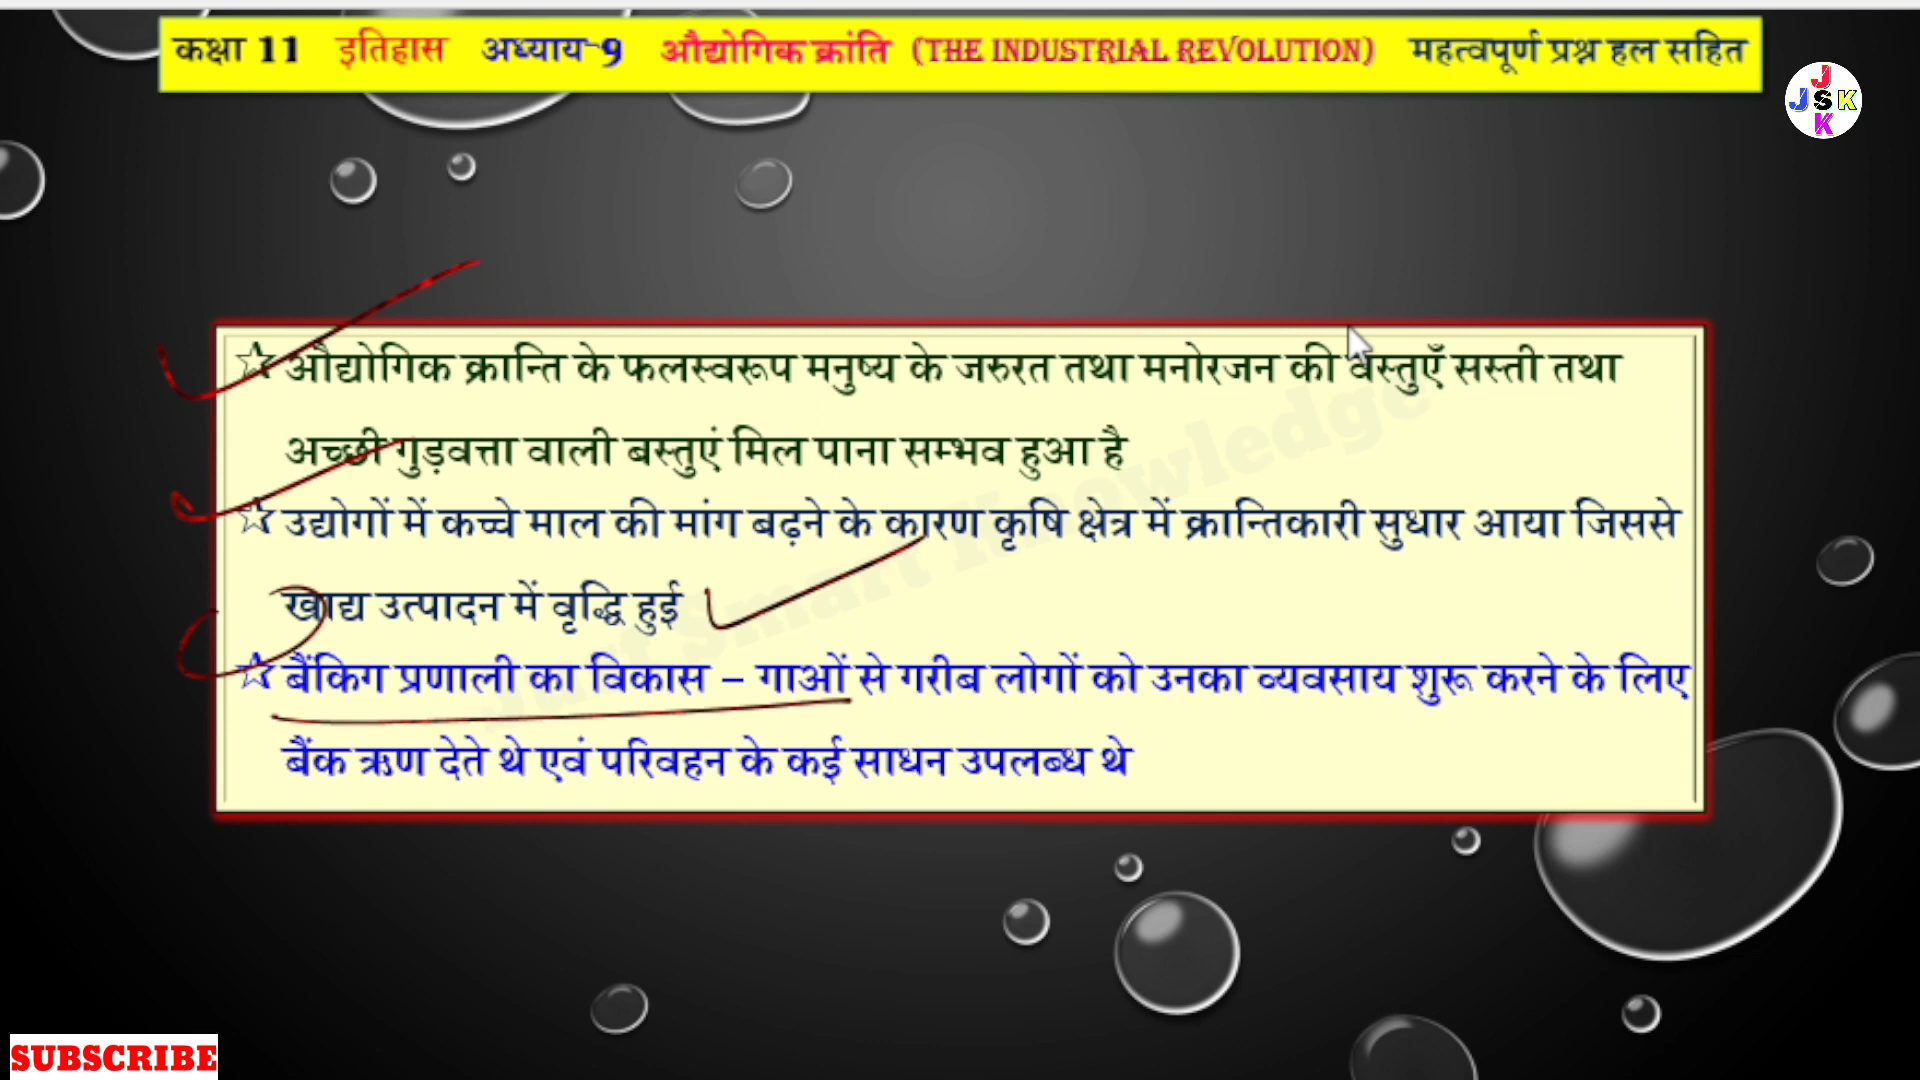 कक्षा 11 इतिहास अध्याय-9 औद्योगिक क्रांति (THE INDUSTRIAL REVOLUTION) महत्वपूर्ण प्रश्न हल सहित
J
J S K
K
☆ औद्योगिक क्रान्ति के फलस्वरूप मनुष्य के जरुरत तथा मनोरजन की वस्तुएँ सस्ती तथा
अच्छी गुड़वत्ता वाली बस्तुएं मिल पाना सम्भव हुआ है
☆ उद्योगों में कच्चे माल की मांग बढ़ने के कारण कृषि क्षेत्र में क्रान्तिकारी सुधार आया जिससे
खाद्य उत्पादन में वृद्धि हुई
☆ बैंकिग प्रणाली का विकास – गाओं से गरीब लोगों को उनका व्यवसाय शुरू करने के लिए
बैंक ऋण देते थे एवं परिवहन के कई साधन उपलब्ध थे
Smart Knowledge
SUBSCRIBE